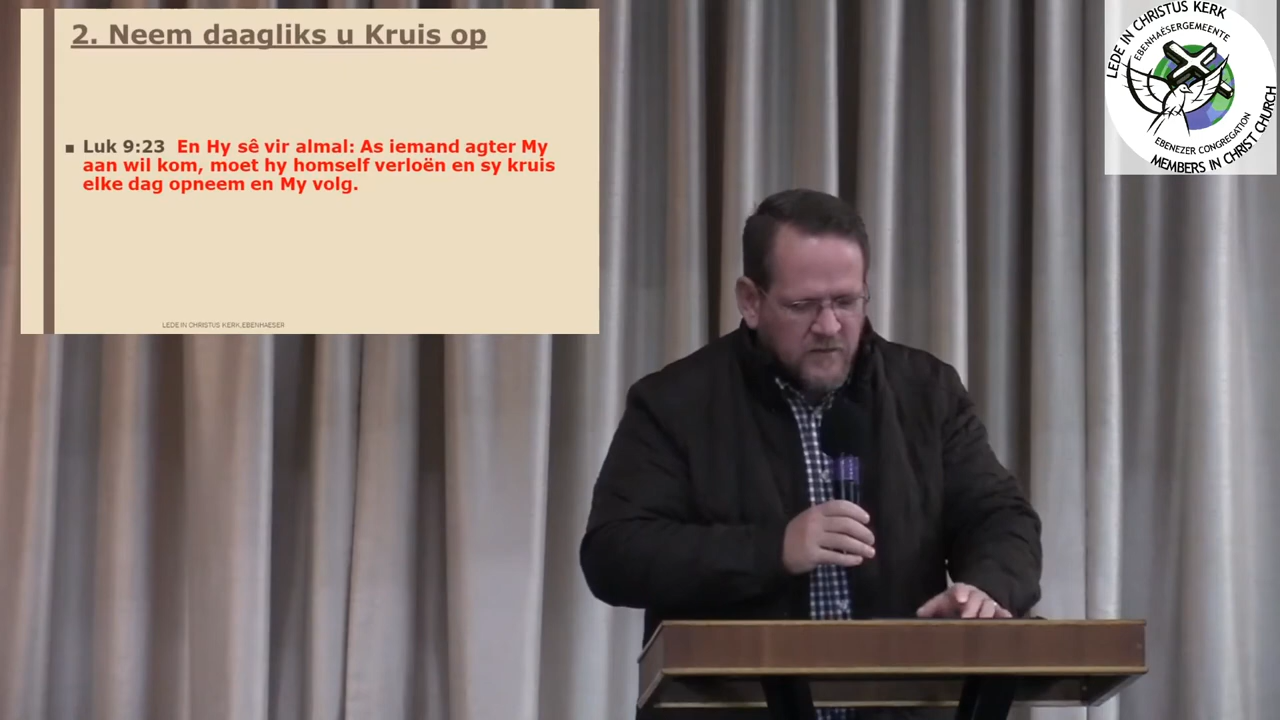 2. Neem daagliks u Kruis op
▪ Luk 9:23 En Hy sê vir almal: As iemand agter My
aan wil kom, moet hy homself verloën en sy kruis
elke dag opneem en My volg.
LEDE IN CHRISTUS KERK,EBENHAESER
LEDE IN CHRISTUS KERK
EBENHAÉSERGEMEENTE
EBENEZER CONGREGATION
MEMBERS IN CHRIST CHURCH